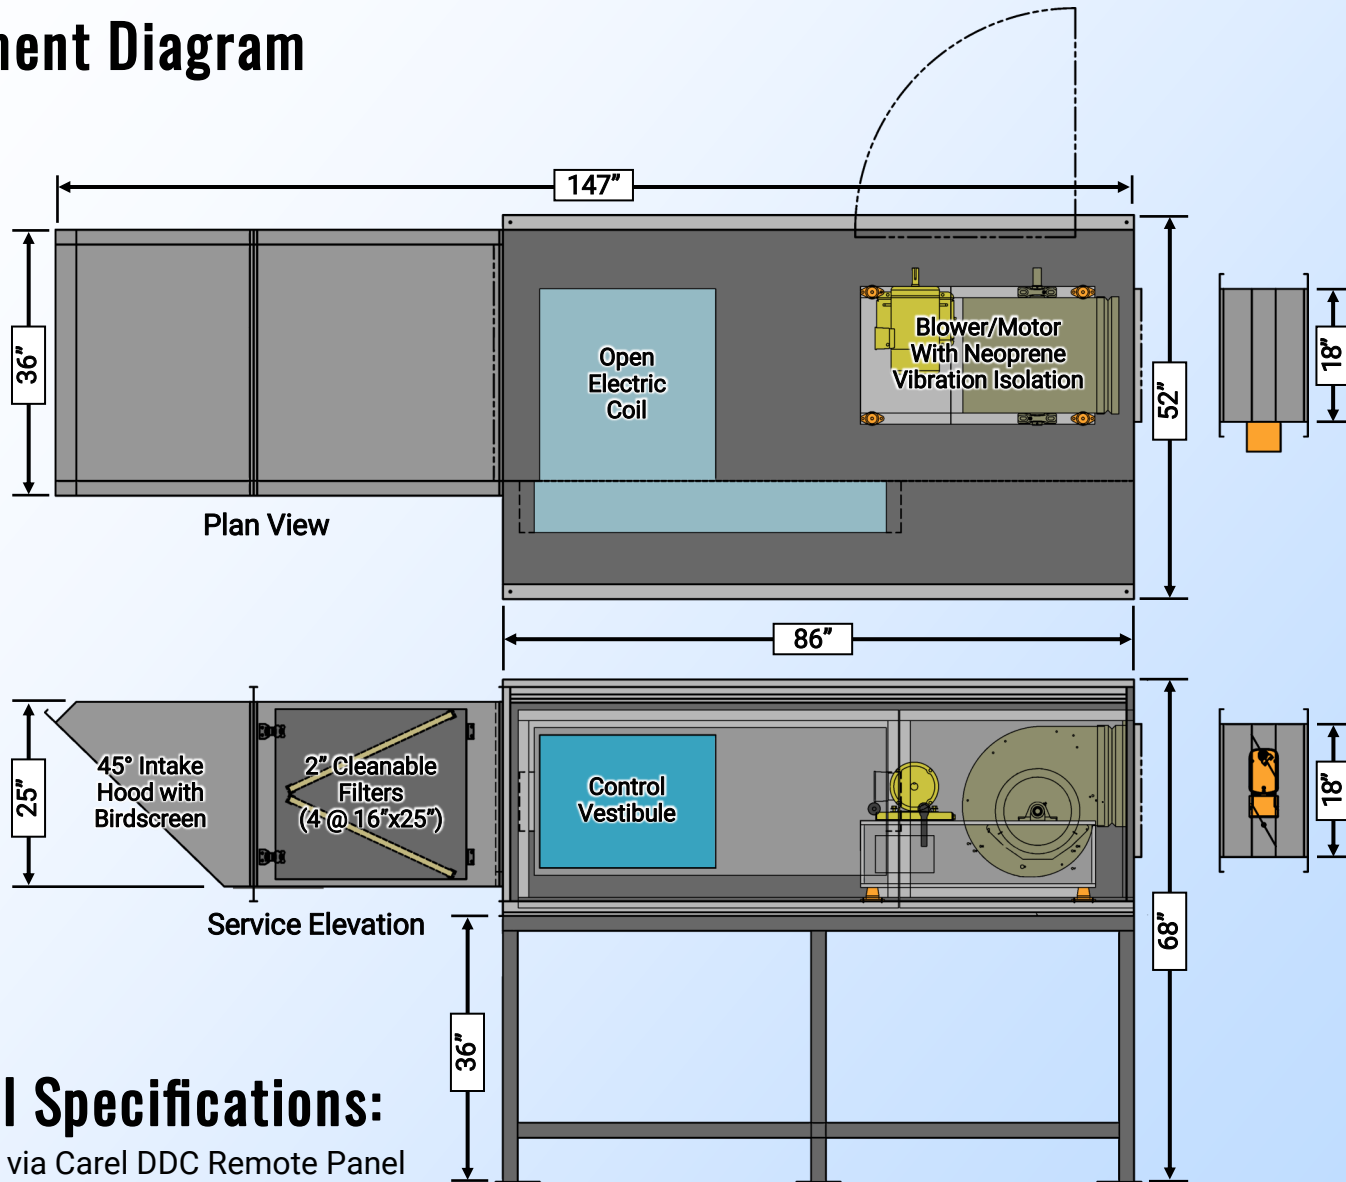 ment Diagram
147”
36”
Open
Electric
Coil
Blower/Motor
With Neoprene
Vibration Isolation
52”
18”
Plan View
86”
25”
45° Intake
Hood with
Birdscreen
2” Cleanable
Filters
(4 @ 16”x25”)
Control
Vestibule
18”
Service Elevation
68”
36”
l Specifications:
via Carel DDC Remote Panel